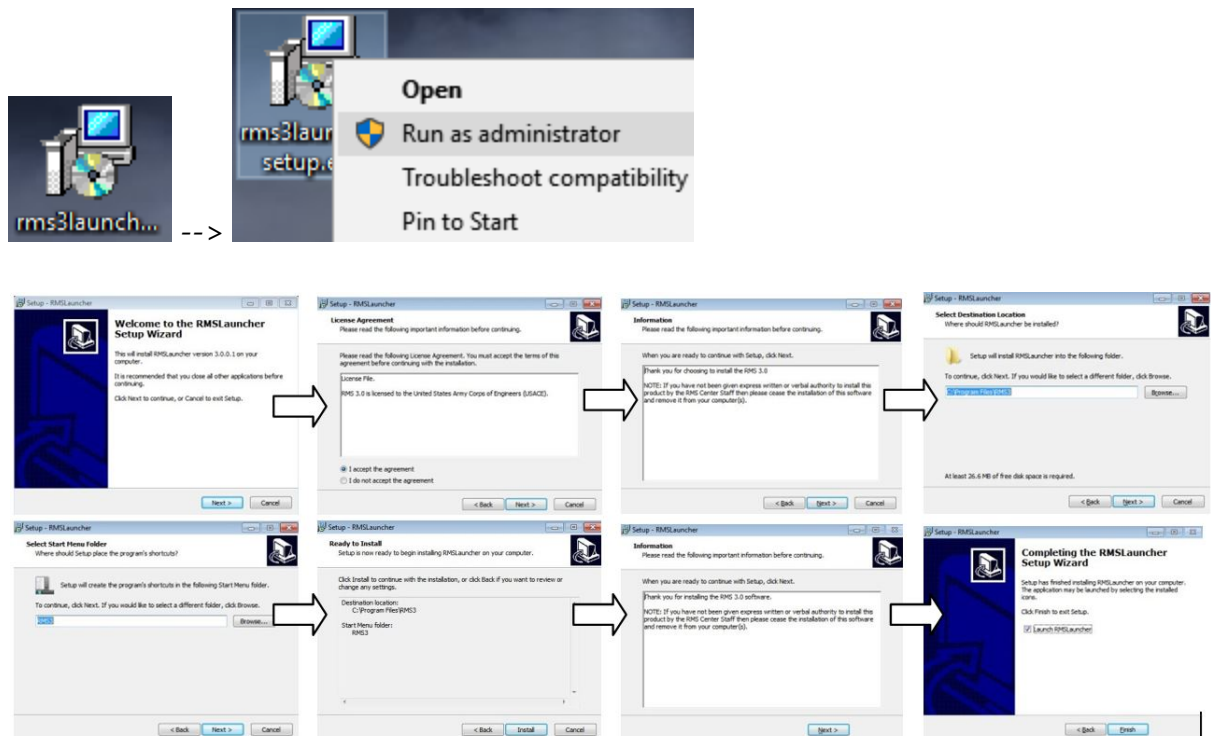 rms3launch...
-->
rms3laur
setup.e
Open
Run as administrator
Troubleshoot compatibility
Pin to Start
Setup - RMSLauncher
Welcome to the RMSLauncher
Setup Wizard
This will install RMSLauncher version 3.0.0.1 on your
computer.
It is recommended that you close all other applications before
continuing.
Click Next to continue, or Cancel to exit Setup.
Next >
Cancel
Setup - RMSLauncher
License Agreement
Please read the following important information before continuing.
Please read the following License Agreement. You must accept the terms of this
agreement before continuing with the installation.
License File.
RMS 3.0 is licensed to the United States Army Corps of Engineers (USACE).
I accept the agreement
I do not accept the agreement
< Back
Next >
Cancel
Setup - RMSLauncher
Information
Please read the following important information before continuing.
When you are ready to continue with Setup, click Next.
Thank you for choosing to install the RMS 3.0
NOTE: If you have not been given express written or verbal authority to install this
product by the RMS Center Staff then please cease the installation of this software
and remove it from your computer(s).
< Back
Next >
Cancel
Setup - RMSLauncher
Select Destination Location
Where should RMSLauncher be installed?
Setup will install RMSLauncher into the following folder.
To continue, click Next. If you would like to select a different folder, click Browse.
C:\Program Files\RMS3
Browse...
At least 26.6 MB of free disk space is required.
< Back
Next >
Cancel
Setup - RMSLauncher
Select Start Menu Folder
Where should Setup place the program's shortcuts?
Setup will create the program's shortcuts in the following Start Menu folder.
To continue, click Next. If you would like to select a different folder, click Browse.
RMS3
Browse...
< Back
Next >
Cancel
Setup - RMSLauncher
Ready to Install
Setup is now ready to begin installing RMSLauncher on your computer.
Click Install to continue with the installation, or click Back if you want to review or
change any settings.
Destination location:
C:\Program Files\RMS3
Start Menu folder:
RMS3
< Back
Install
Cancel
Setup - RMSLauncher
Information
Please read the following important information before continuing.
When you are ready to continue with Setup, click Next.
Thank you for installing the RMS 3.0 software.
NOTE: If you have not been given express written or verbal authority to install this
product by the RMS Center Staff then please cease the installation of this software
and remove it from your computer(s).
Next >
Setup - RMSLauncher
Completing the RMSLauncher
Setup Wizard
Setup has finished installing RMSLauncher on your computer.
The application may be launched by selecting the installed
icons.
Click Finish to exit Setup.
Launch RMSLauncher
< Back
Finish